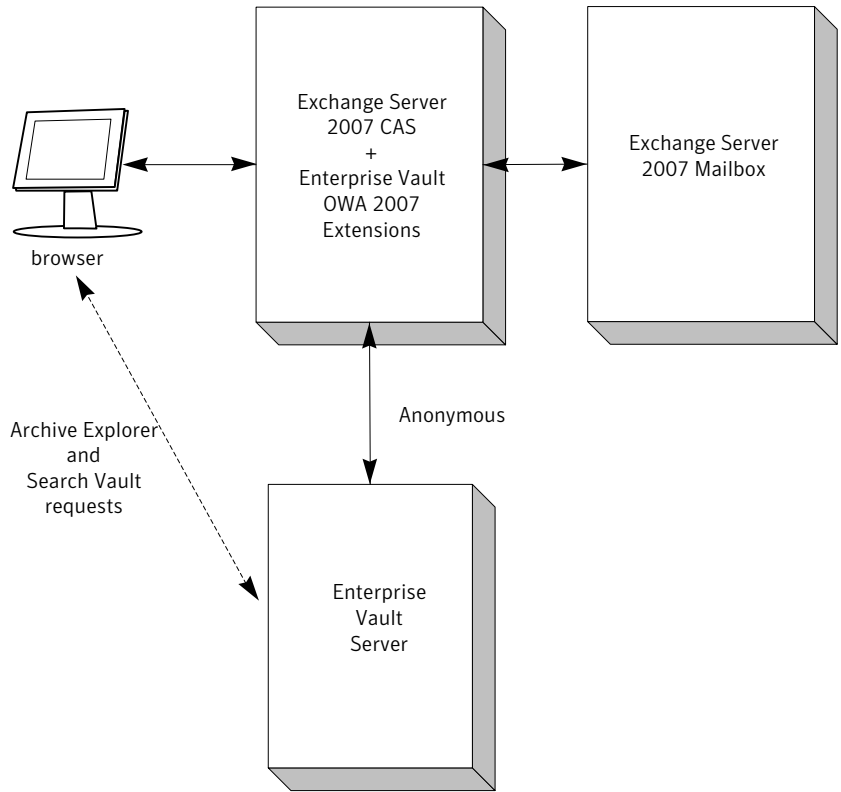 Exchange Server
2007 CAS
+
Enterprise Vault
OWA 2007
Extensions
Exchange Server
2007 Mailbox
browser
Anonymous
Archive Explorer
and
Search Vault
requests
Enterprise
Vault
Server